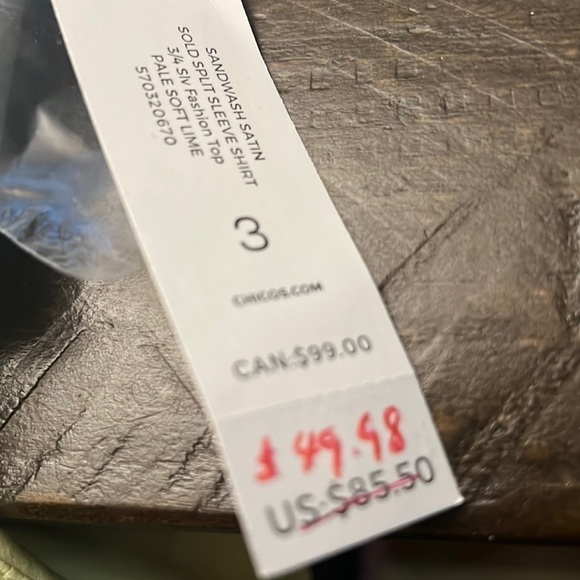 SANDWASH SATIN
SOLD SPLIT SLEEVE SHIRT
3/4 Slv Fashion Top
PALE SOFT LIME
570320670
3
CHICOS.COM
CAN:$99.00
$49.98
US:$85.50